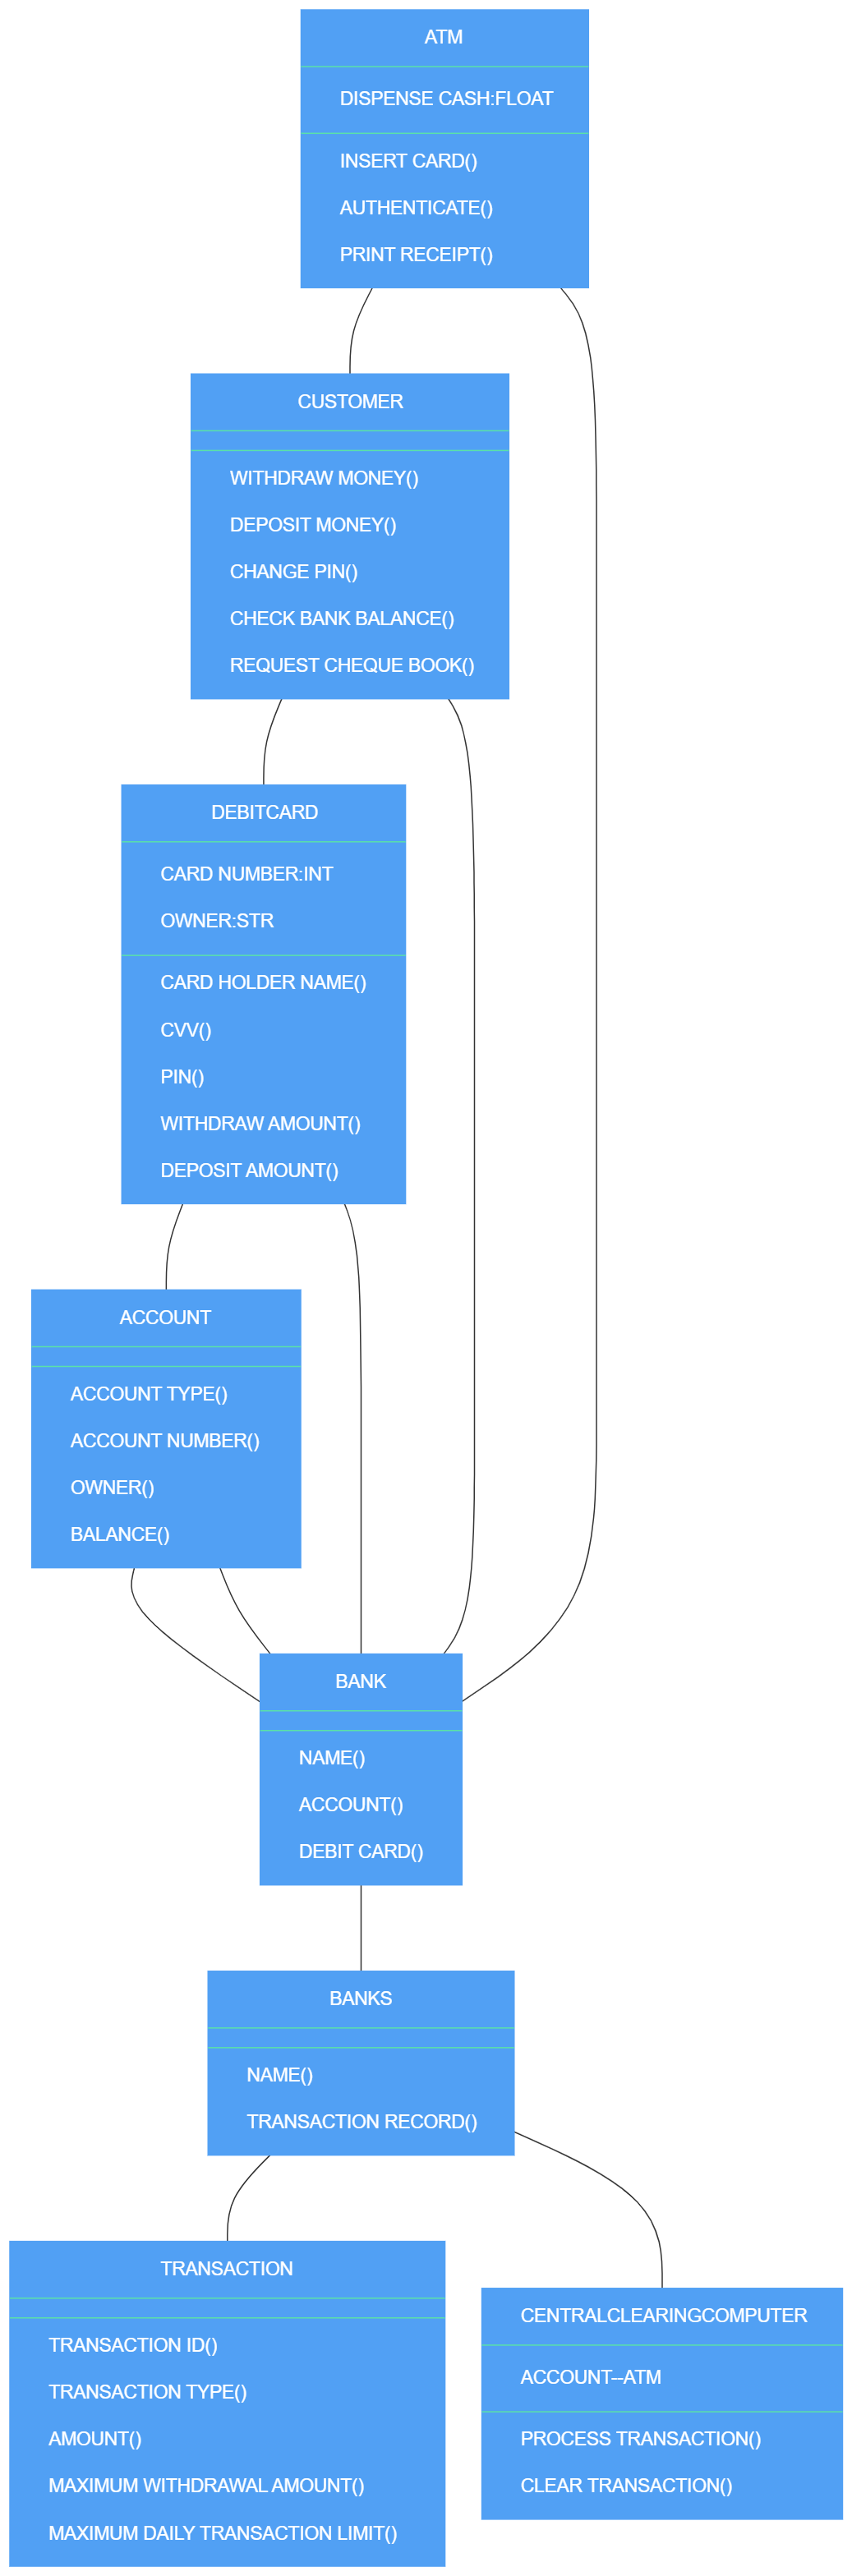 ATM
DISPENSE CASH:FLOAT
INSERT CARD()
AUTHENTICATE()
PRINT RECEIPT()
CUSTOMER
WITHDRAW MONEY()
DEPOSIT MONEY()
CHANGE PIN()
CHECK BANK BALANCE()
REQUEST CHEQUE BOOK()
DEBITCARD
CARD NUMBER:INT
OWNER:STR
CARD HOLDER NAME()
CVV()
PIN()
WITHDRAW AMOUNT()
DEPOSIT AMOUNT()
ACCOUNT
ACCOUNT TYPE()
ACCOUNT NUMBER()
OWNER()
BALANCE()
BANK
NAME()
ACCOUNT()
DEBIT CARD()
BANKS
NAME()
TRANSACTION RECORD()
TRANSACTION
TRANSACTION ID()
TRANSACTION TYPE()
AMOUNT()
MAXIMUM WITHDRAWAL AMOUNT()
MAXIMUM DAILY TRANSACTION LIMIT()
CENTRALCLEARINGCOMPUTER
ACCOUNT--ATM
PROCESS TRANSACTION()
CLEAR TRANSACTION()